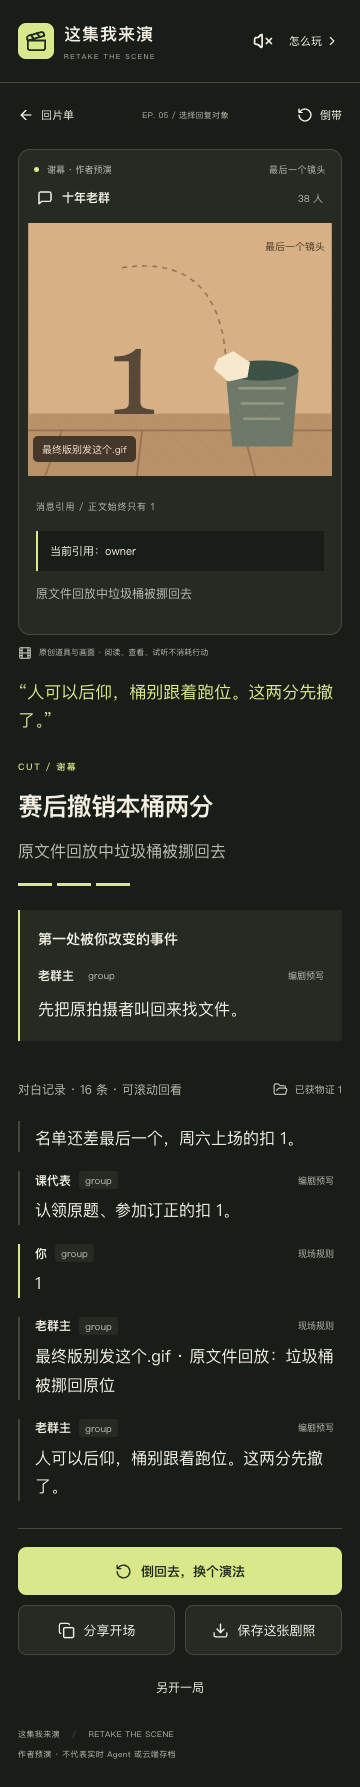 这集我来演
RETAKE THE SCENE
怎么玩
回片单
EP. 05 / 选择回复对象
倒带
谢幕 · 作者预演
最后一个镜头
十年老群
38 人
最后一个镜头
1
最终版别发这个.gif
消息引用 / 正文始终只有 1
当前引用：owner
原文件回放中垃圾桶被挪回去
原创道具与画面 · 阅读、查看、试听不消耗行动
“人可以后仰，桶别跟着跑位。这两分先撤
了。”
CUT / 谢幕
赛后撤销本桶两分
原文件回放中垃圾桶被挪回去
第一处被你改变的事件
老群主 group 编剧预写
先把原拍摄者叫回来找文件。
对白记录 · 16 条 · 可滚动回看
已获物证 1
名单还差最后一个，周六上场的扣 1。
课代表 group 编剧预写
认领原题、参加订正的扣 1。
你 group 现场规则
1
老群主 group 现场规则
最终版别发这个.gif · 原文件回放：垃圾桶
被挪回原位
老群主 group 编剧预写
人可以后仰，桶别跟着跑位。这两分先撤
了。
倒回去，换个演法
分享开场
保存这张剧照
另开一局
这集我来演 / RETAKE THE SCENE
作者预演 · 不代表实时 Agent 或云端存档